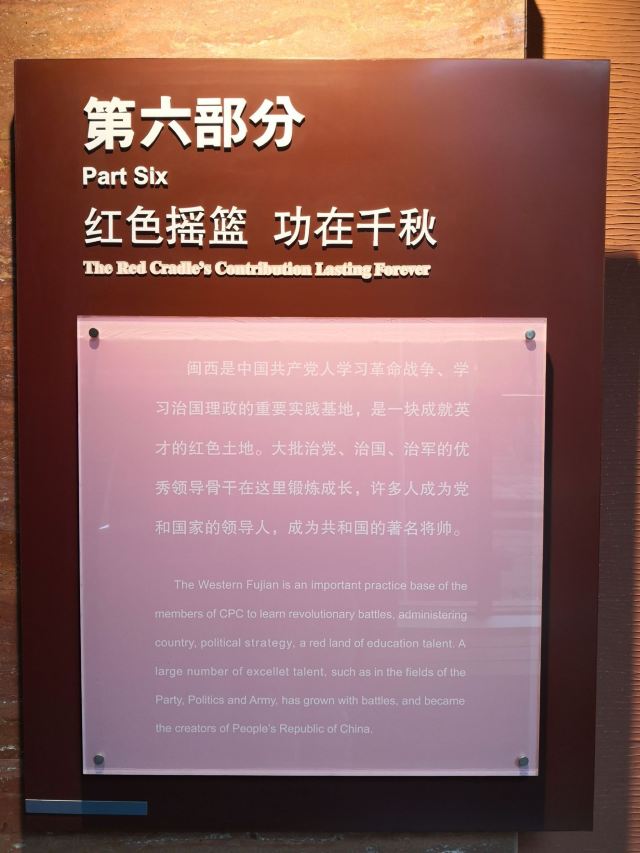 第六部分
Part Six
红色摇篮 功在千秋
The Red Cradle's Contribution Lasting Forever
闽西是中国共产党人学习革命战争、学
习治国理政的重要实践基地，是一块成就英
才的红色土地。大批治党、治国、治军的优
秀领导骨干在这里锻炼成长，许多人成为党
和国家的领导人，成为共和国的著名将帅。
The Western Fujian is an important practice base of the
members of CPC to learn revolutionary battles, administering
country, political strategy, a red land of education talent. A
large number of excellet talent, such as in the fields of the
Party, Politics and Army, has grown with battles, and became
the creators of People's Republic of China.